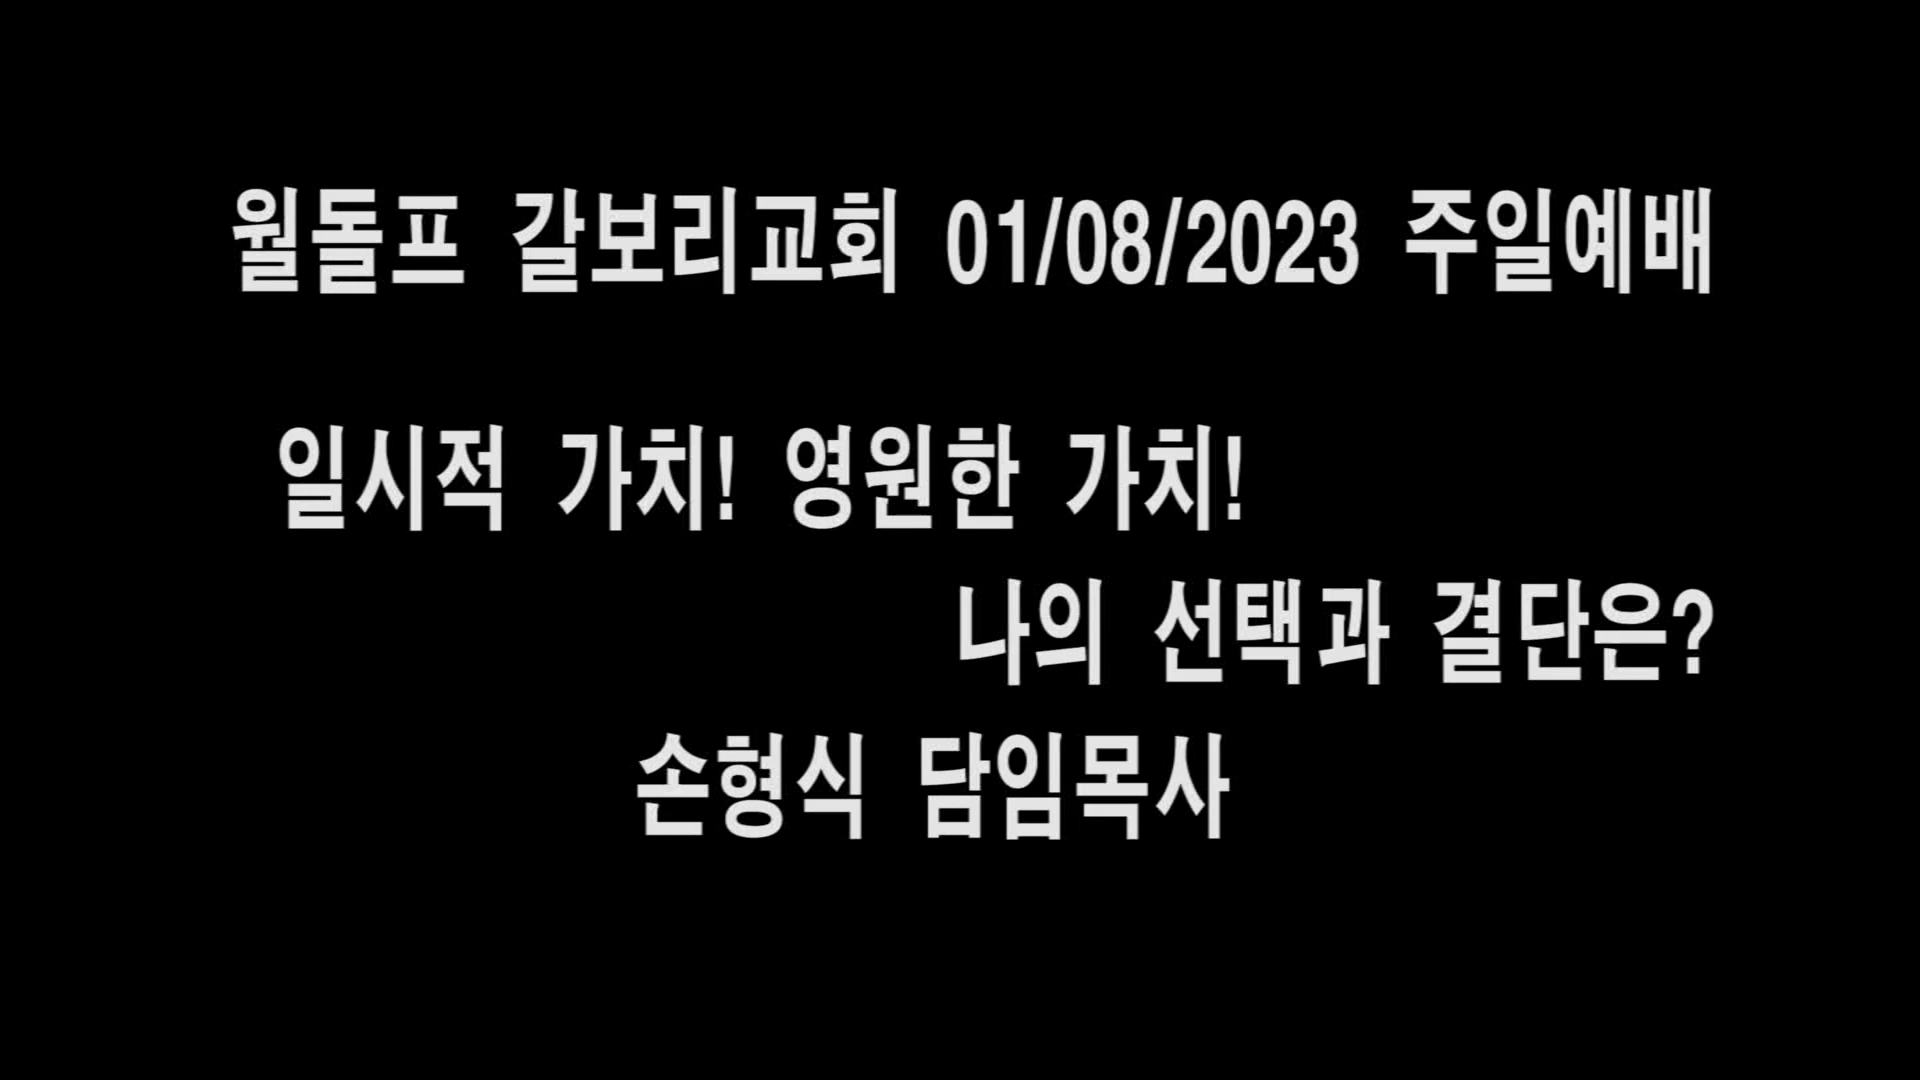 월돌프 갈보리교회 01/08/2023 주일예배
일시적 가치! 영원한 가치!
나의 선택과 결단은?
손형식 담임목사